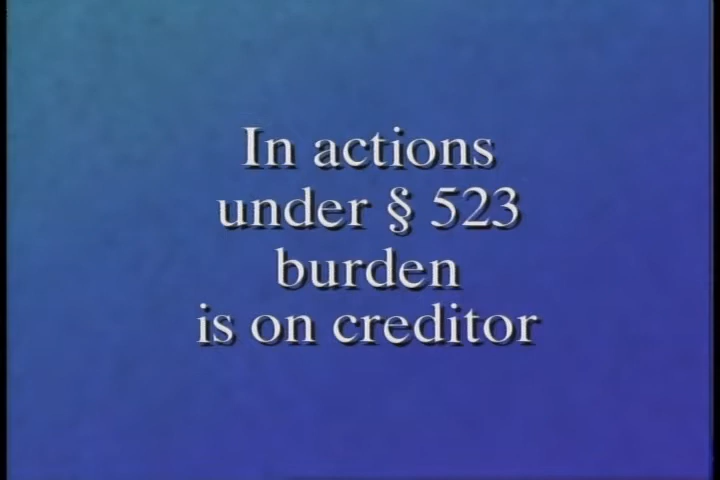 In actions
under § 523
burden
is on creditor